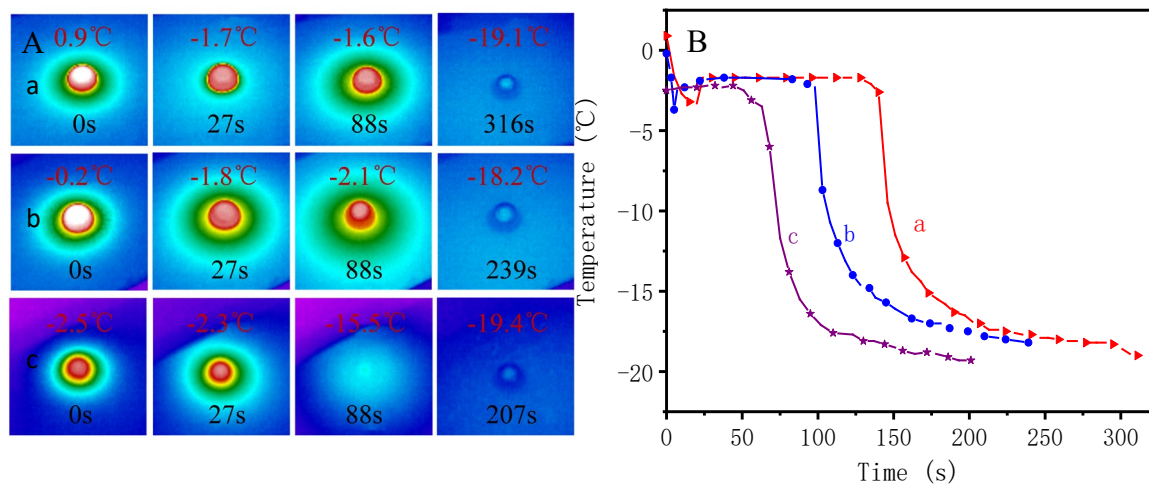 A
0.9℃ -1.7℃ -1.6℃ -19.1℃
a
0s 27s 88s 316s
-0.2℃ -1.8℃ -2.1℃ -18.2℃
b
0s 27s 88s 239s
-2.5℃ -2.3℃ -15.5℃ -19.4℃
c
0s 27s 88s 207s
B
Temperature (℃)
0
-5
-10
-15
-20
a
b
c
0 50 100 150 200 250 300
Time (s)